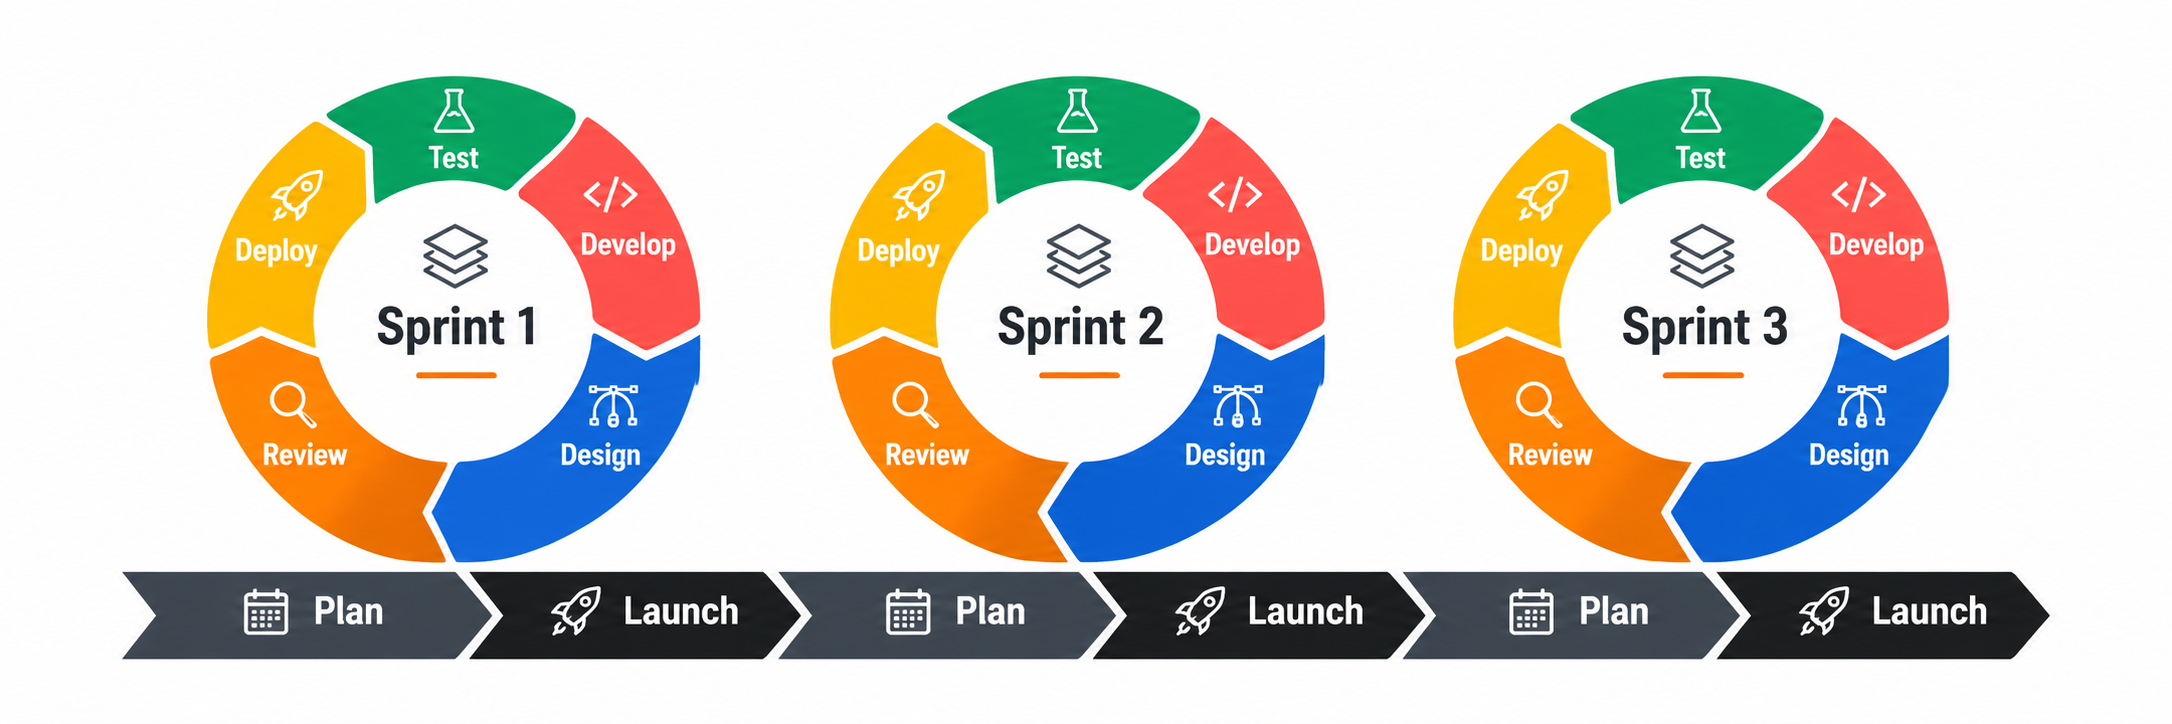 Test
Develop
Deploy
Sprint 1
Review
Design
Test
Develop
Deploy
Sprint 2
Review
Design
Test
Develop
Deploy
Sprint 3
Review
Design
Plan
Launch
Plan
Launch
Plan
Launch